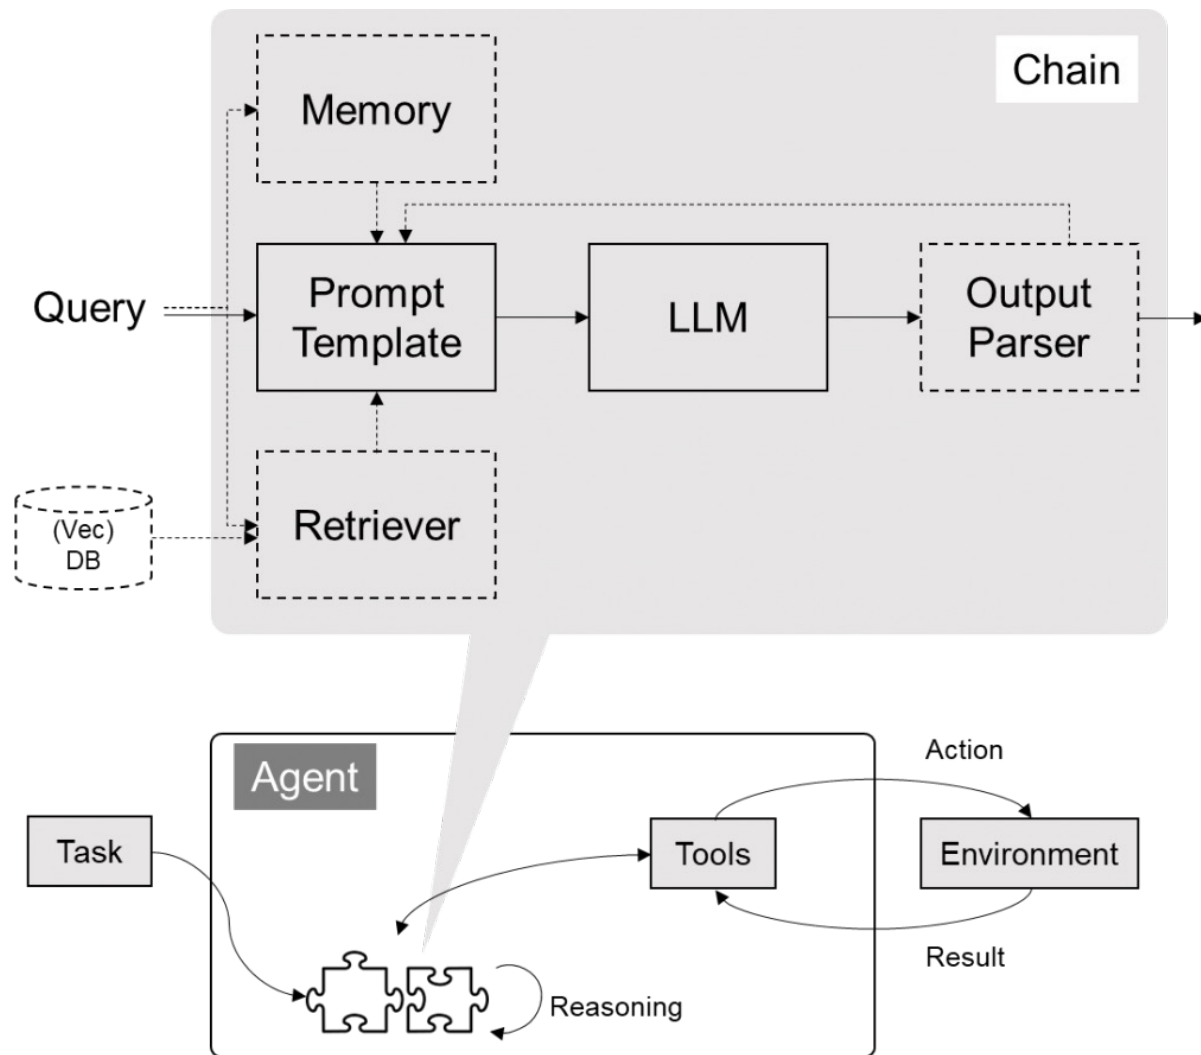 Chain
Memory
Query
Prompt
Template
LLM
Output
Parser
(Vec)
DB
Retriever
Agent
Action
Task
Tools
Environment
Result
Reasoning